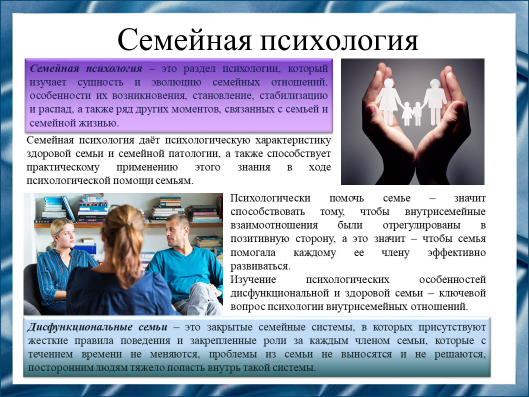 Семейная психология
Семейная психология – это раздел психологии, который
изучает сущность и эволюцию семейных отношений,
особенности их возникновения, становление, стабилизацию
и распад, а также ряд других моментов, связанных с семьей и
семейной жизнью.
Семейная психология даёт психологическую характеристику
здоровой семьи и семейной патологии, а также способствует
практическому применению этого знания в ходе
психологической помощи семьям.
Психологически помочь семье – значит
способствовать тому, чтобы внутрисемейные
взаимоотношения были отрегулированы в
позитивную сторону, а это значит – чтобы семья
помогала каждому ее члену эффективно
развиваться.
Изучение психологических особенностей
дисфункциональной и здоровой семьи – ключевой
вопрос психологии внутрисемейных отношений.
Дисфункциональные семьи – это закрытые семейные системы, в которых присутствуют
жесткие правила поведения и закрепленные роли за каждым членом семьи, которые с
течением времени не меняются, проблемы из семьи не выносятся и не решаются,
посторонним людям тяжело попасть внутрь такой системы.